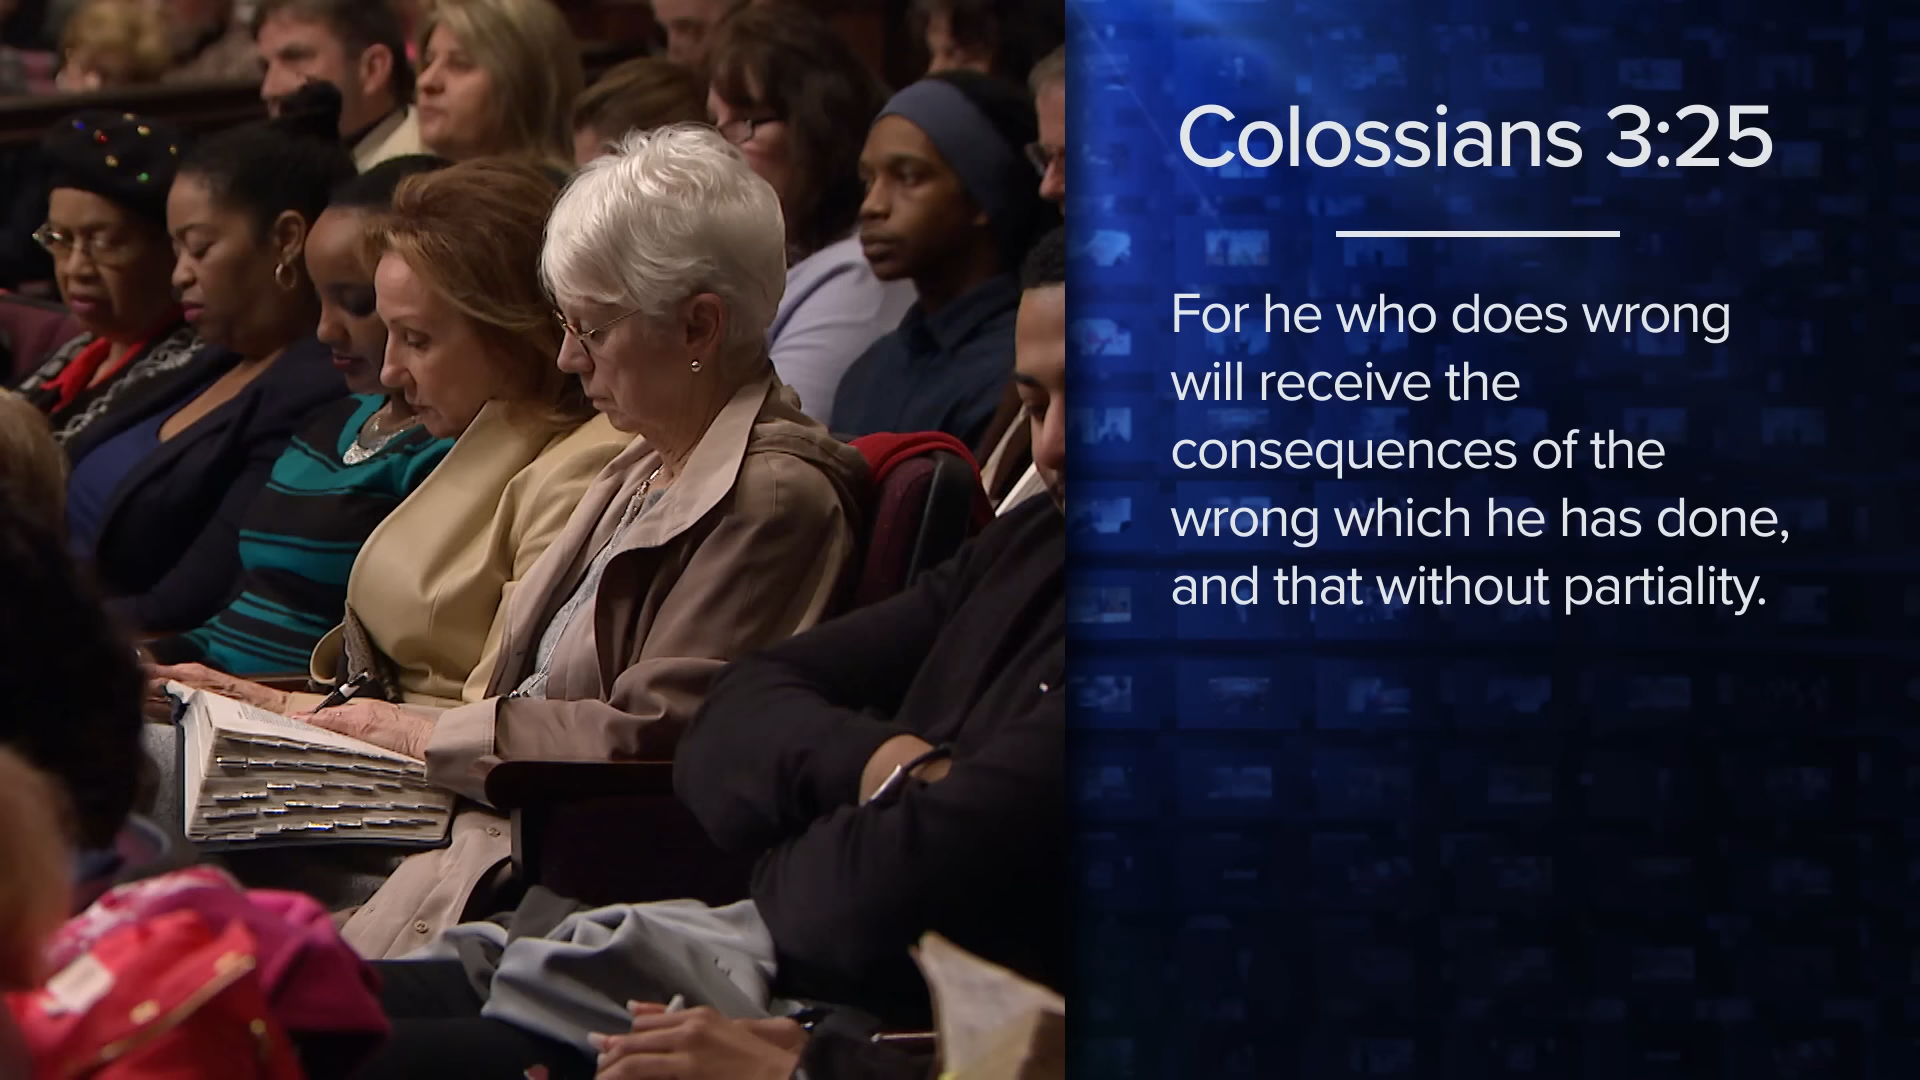 Colossians 3:25
For he who does wrong
will receive the
consequences of the
wrong which he has done,
and that without partiality.